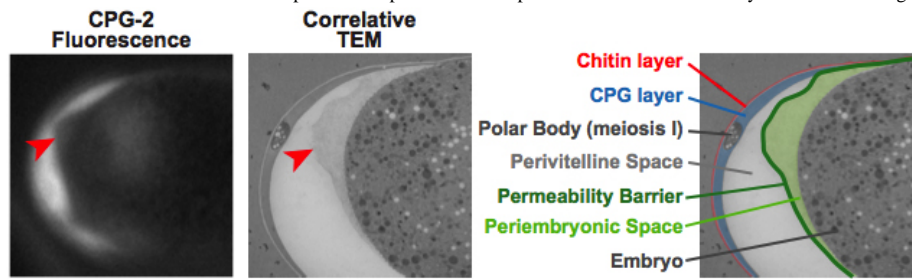 CPG-2
Fluorescence
Correlative
TEM
Chitin layer
CPG layer
Polar Body (meiosis I)
Perivitelline Space
Permeability Barrier
Periembryonic Space
Embryo